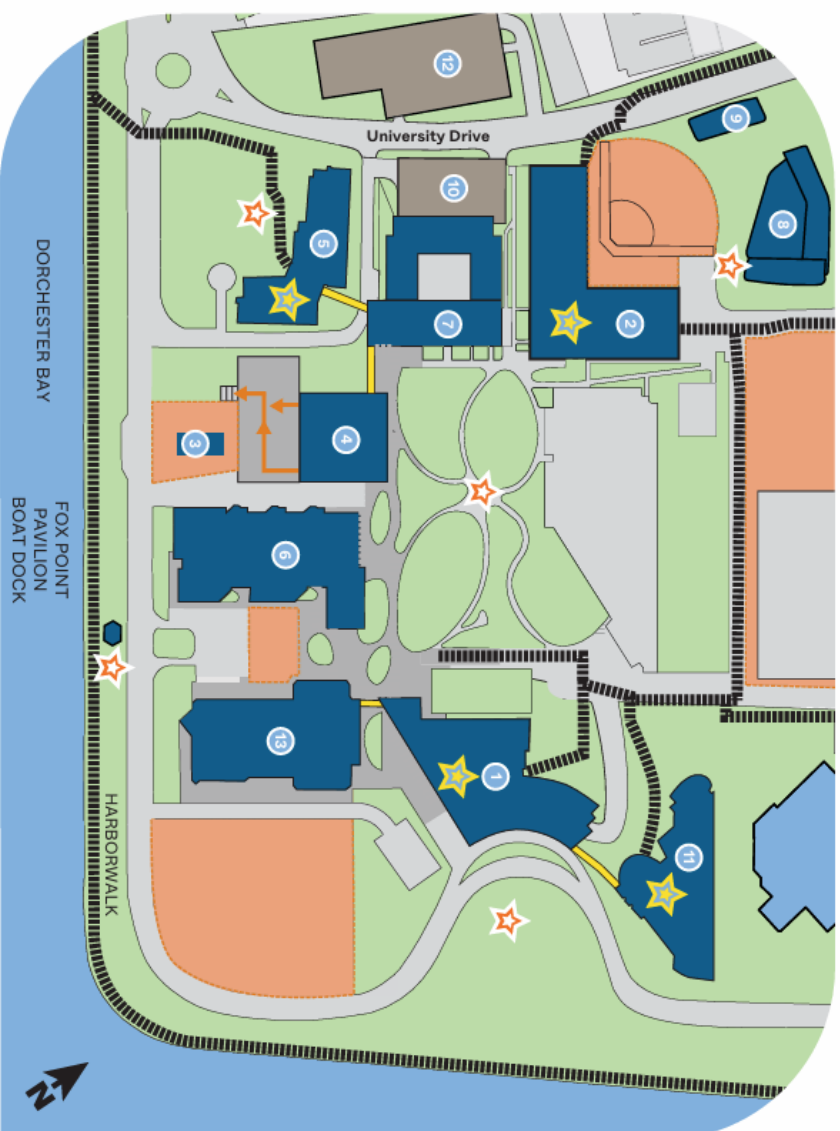 12
University Drive
9
10
8
5
7
2
DORCHESTER BAY
3
4
FOX POINT
PAVILION
BOAT DOCK
6
13
1
11
HARBORWALK
N